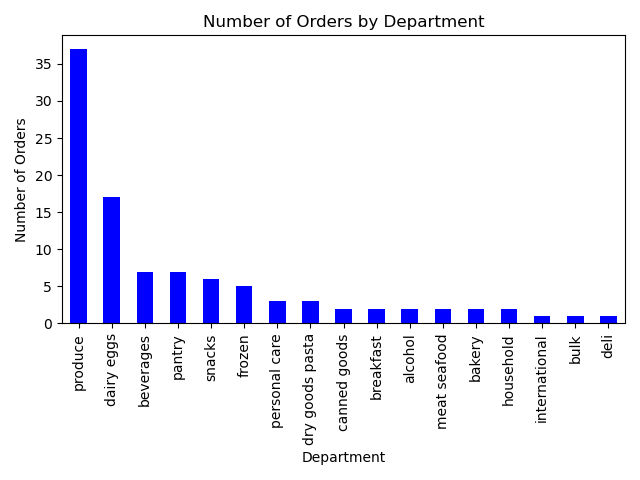 Number of Orders by Department
Number of Orders
35
30
25
20
15
10
5
0
produce
dairy eggs
beverages
pantry
snacks
frozen
personal care
dry goods pasta
canned goods
breakfast
alcohol
meat seafood
bakery
household
international
bulk
deli
Department